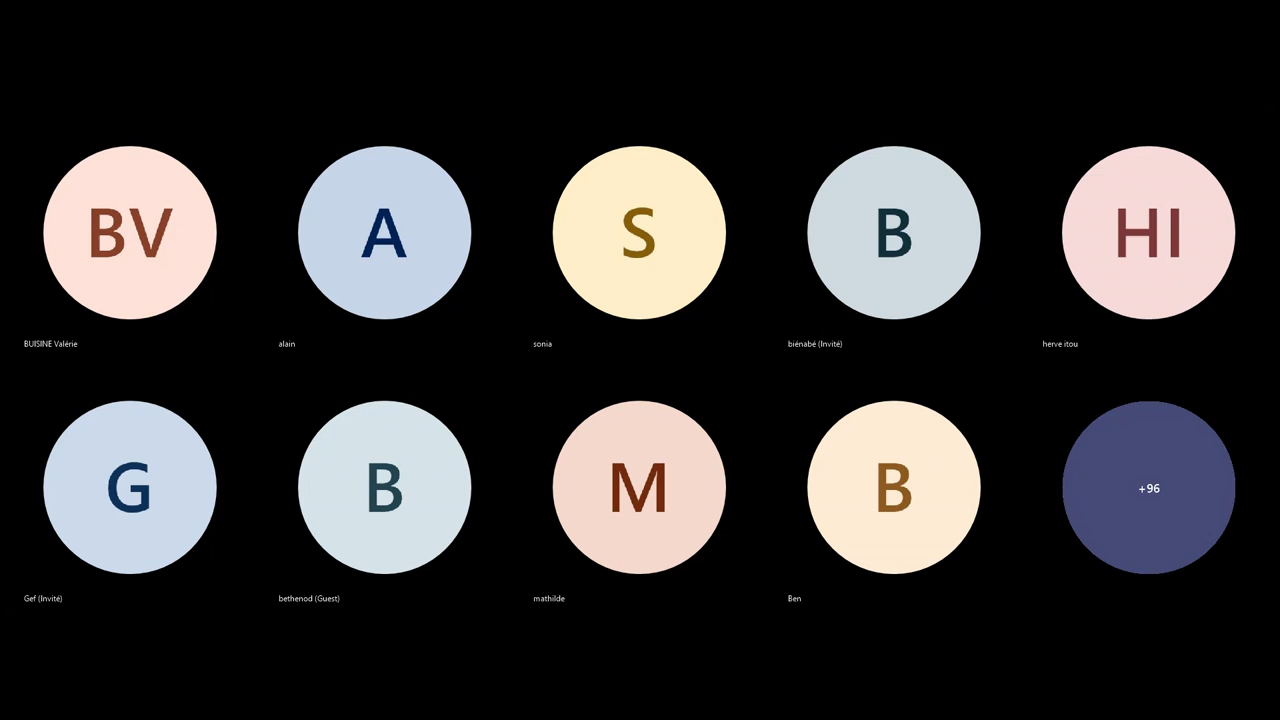 BV
A
S
B
HI
BUISINE Valérie
alain
sonia
biénabé (Invité)
herve itou
G
B
M
B
+96
Gef (Invité)
bethenod (Guest)
mathilde
Ben